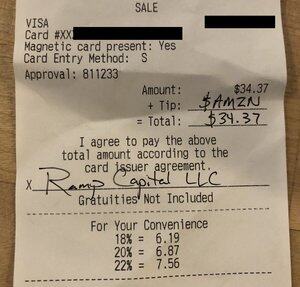 SALE
VISA
Card #XX
Magnetic card present: Yes
Card Entry Method: S
Approval: 811233
Amount: $34.37
+ Tip: $AMZN
= Total: $34.37
I agree to pay the above
total amount according to the
card issuer agreement.
X Ramp Capital LLC
Gratuities Not Included
For Your Convenience
18% = 6.19
20% = 6.87
22% = 7.56